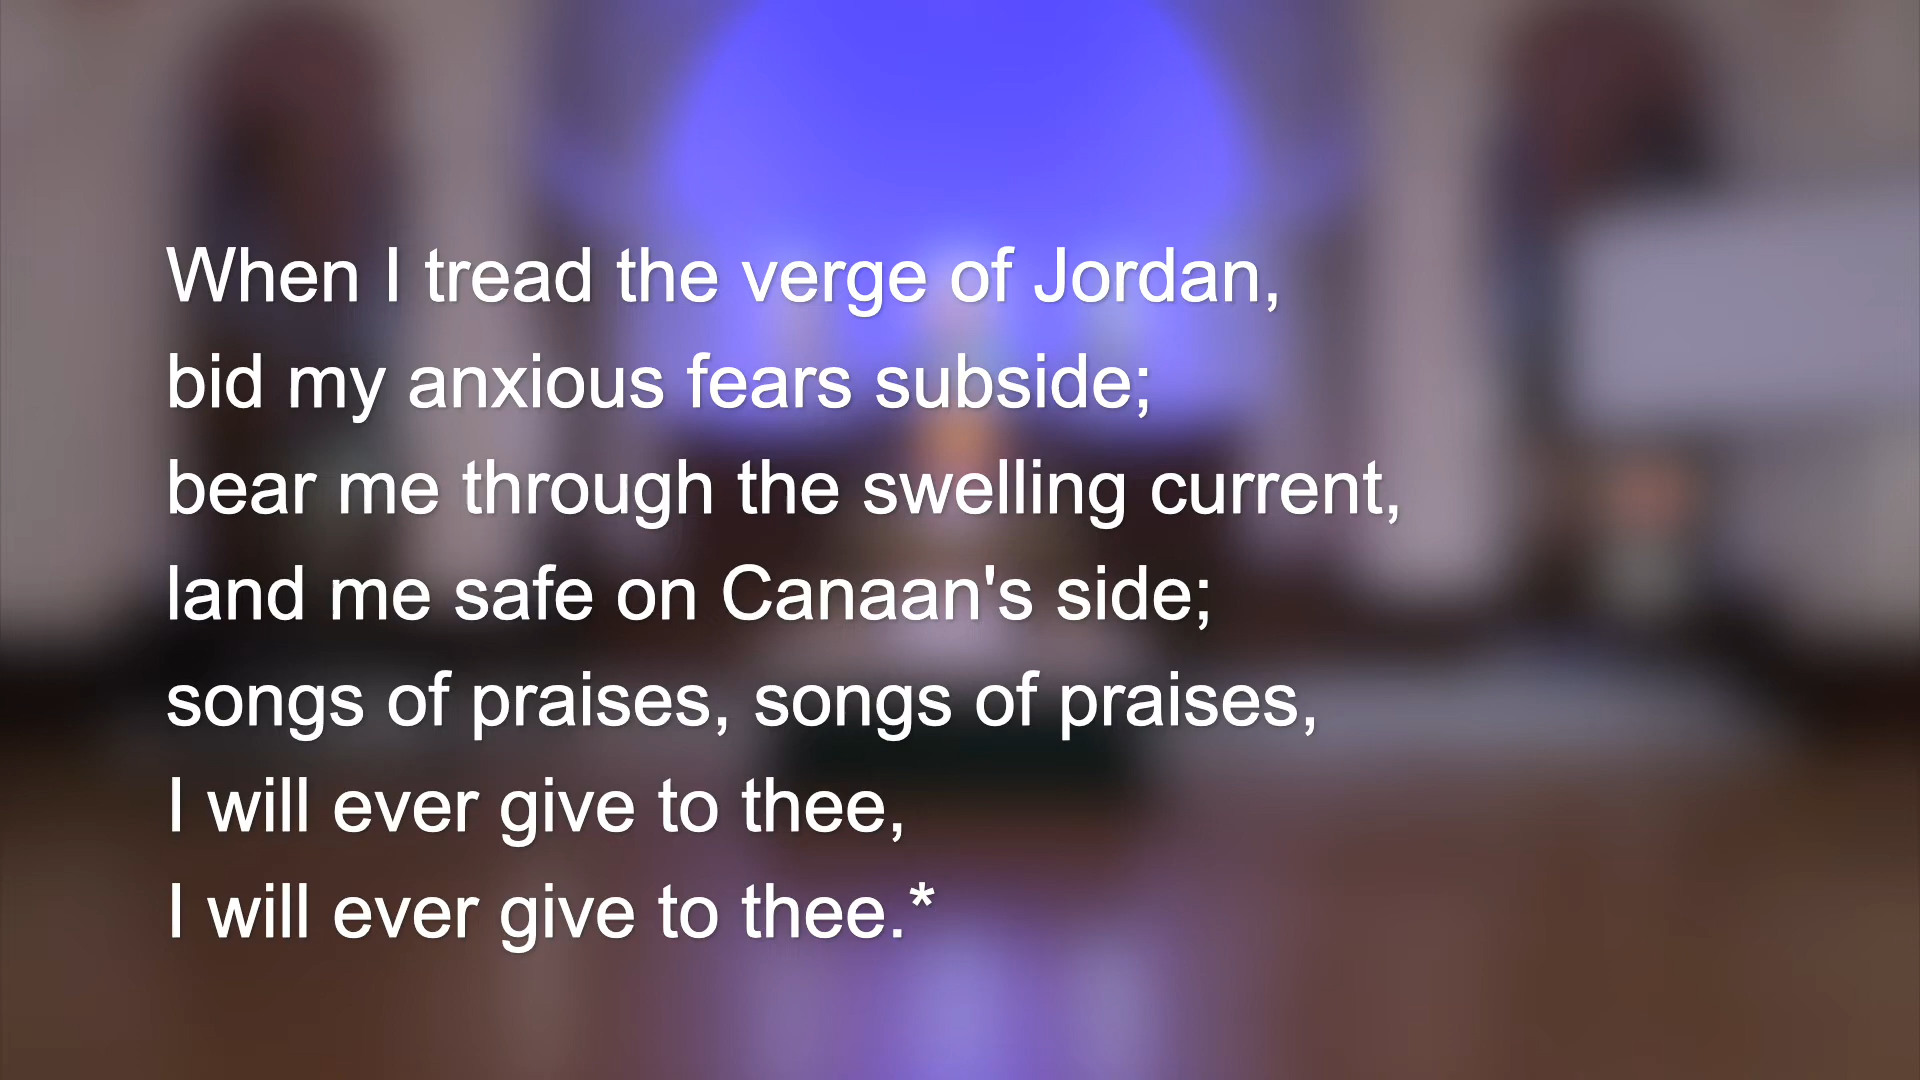 When I tread the verge of Jordan,
bid my anxious fears subside;
bear me through the swelling current,
land me safe on Canaan's side;
songs of praises, songs of praises,
I will ever give to thee,
I will ever give to thee.*